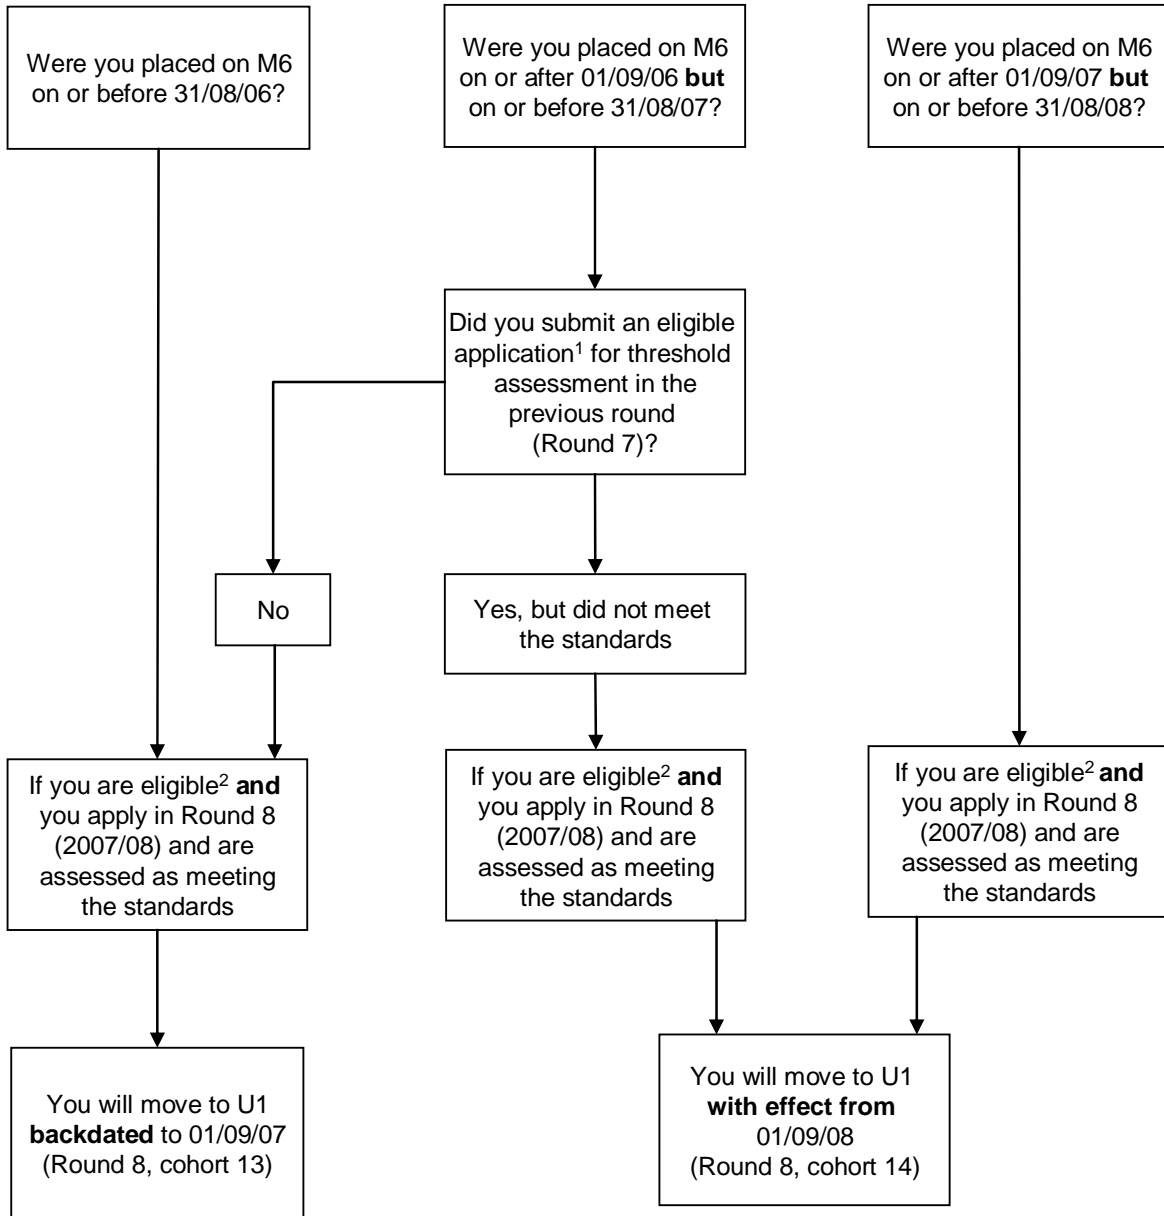 Were you placed on M6
on or before 31/08/06?
Were you placed on M6
on or after 01/09/06 but
on or before 31/08/07?
Were you placed on M6
on or after 01/09/07 but
on or before 31/08/08?
Did you submit an eligible
application¹ for threshold
assessment in the
previous round
(Round 7)?
No
Yes, but did not meet
the standards
If you are eligible² and
you apply in Round 8
(2007/08) and are
assessed as meeting
the standards
If you are eligible² and
you apply in Round 8
(2007/08) and are
assessed as meeting
the standards
If you are eligible² and
you apply in Round 8
(2007/08) and are
assessed as meeting
the standards
You will move to U1
backdated to 01/09/07
(Round 8, cohort 13)
You will move to U1
with effect from
01/09/08
(Round 8, cohort 14)